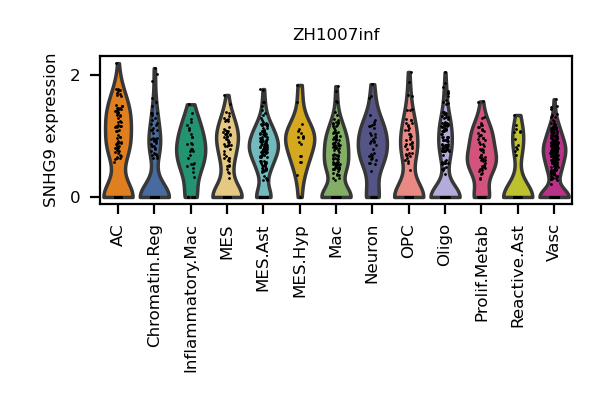 ZH1007inf
SNHG9 expression
2
0
AC
Chromatin.Reg
Inflammatory.Mac
MES
MES.Ast
MES.Hyp
Mac
Neuron
OPC
Oligo
Prolif.Metab
Reactive.Ast
Vasc